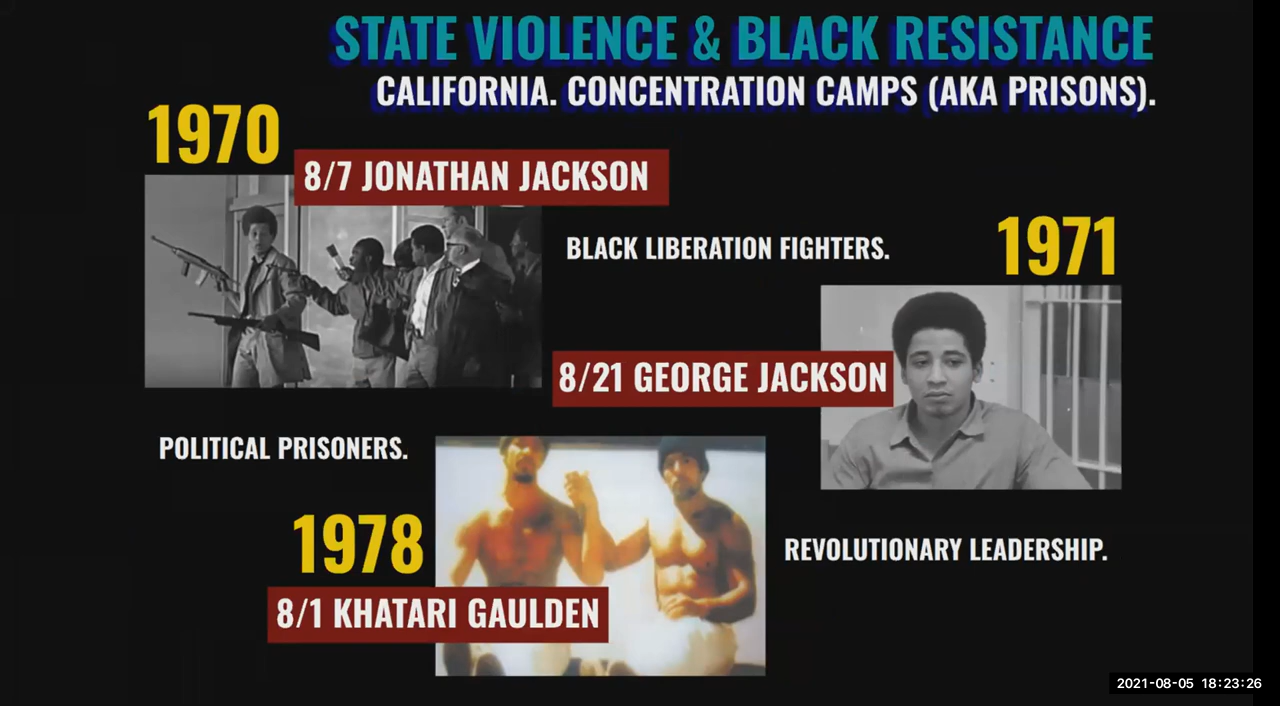 STATE VIOLENCE & BLACK RESISTANCE
CALIFORNIA. CONCENTRATION CAMPS (AKA PRISONS).
1970
8/7 JONATHAN JACKSON
BLACK LIBERATION FIGHTERS.
1971
8/21 GEORGE JACKSON
POLITICAL PRISONERS.
1978
8/1 KHATARI GAULDEN
REVOLUTIONARY LEADERSHIP.
2021-08-05 18:23:26